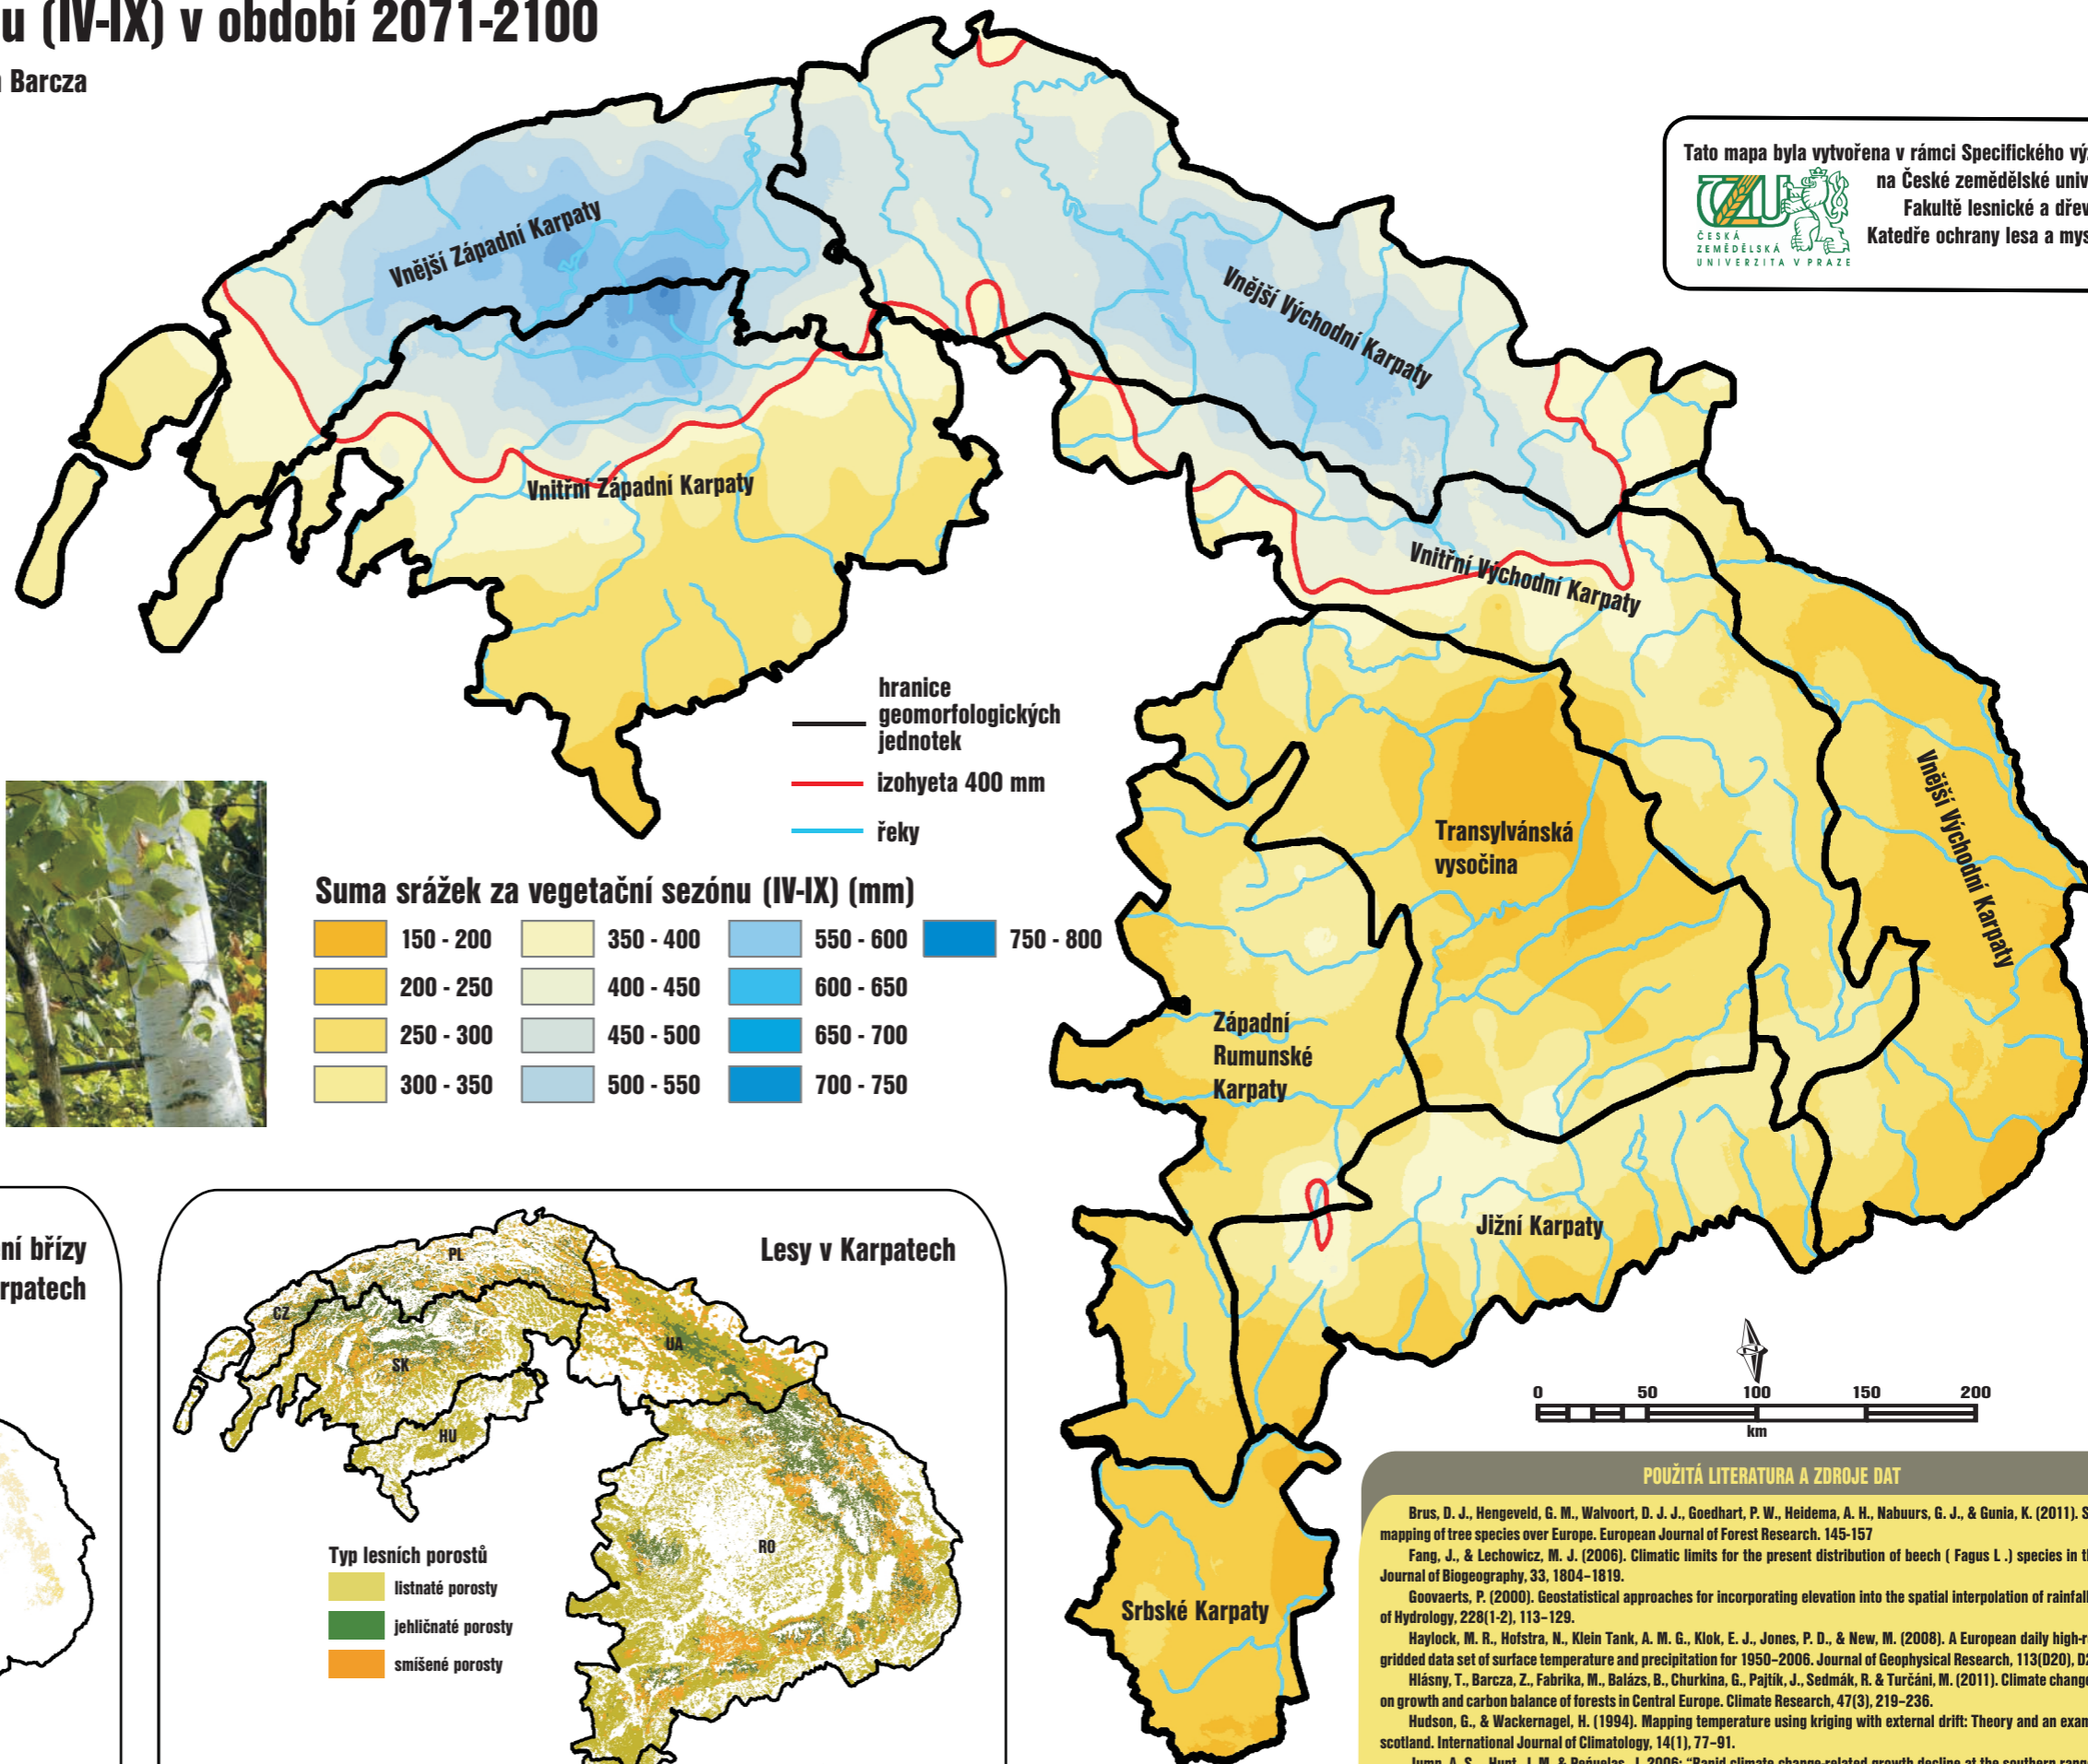 u (IV-IX) v období 2071-2100
Barcza
Tato mapa byla vytvořena v rámci Specifického
na České zemědělské
Fakultě lesnické a
Katedře ochrany lesa a
ČZU
ČESKÁ
ZEMĚDĚLSKÁ
UNIVERZITA V PRAZE
Vnější Západní Karpaty
Vnější Východní Karpaty
Vnitřní Západní Karpaty
Vnitřní Východní Karpaty
Vnější Východní Karpaty
Transylvánská
vysočina
Západní
Rumunské
Karpaty
Jižní Karpaty
Srbské Karpaty
hranice
geomorfologických
jednotek
izohyeta 400 mm
řeky
Suma srážek za vegetační sezónu (IV-IX) (mm)
150 - 200
200 - 250
250 - 300
300 - 350
350 - 400
400 - 450
450 - 500
500 - 550
550 - 600
600 - 650
650 - 700
700 - 750
750 - 800
ní břízy
rpatech
Lesy v Karpatech
PL
CZ
SK
UA
HU
RO
Typ lesních porostů
listnaté porosty
jehličnaté porosty
smíšené porosty
0 50 100 150 200
km
POUŽITÁ LITERATURA A ZDROJE DAT
Brus, D. J., Hengeveld, G. M., Walvoort, D. J. J., Goedhart, P. W., Heidema, A. H., Nabuurs, G. J., & Gunia, K. (2011). S
mapping of tree species over Europe. European Journal of Forest Research. 145-157
Fang, J., & Lechowicz, M. J. (2006). Climatic limits for the present distribution of beech ( Fagus L .) species in
Journal of Biogeography, 33, 1804–1819.
Goovaerts, P. (2000). Geostatistical approaches for incorporating elevation into the spatial interpolation of rainfall
of Hydrology, 228(1-2), 113–129.
Haylock, M. R., Hofstra, N., Klein Tank, A. M. G., Klok, E. J., Jones, P. D., & New, M. (2008). A European daily high-r
gridded data set of surface temperature and precipitation for 1950–2006. Journal of Geophysical Research, 113(D20),
Hlásny, T., Barcza, Z., Fabrika, M., Balázs, B., Churkina, G., Pajtík, J., Sedmák, R. & Turčáni, M. (2011). Climate change
on growth and carbon balance of forests in Central Europe. Climate Research, 47(3), 219–236.
Hudson, G., & Wackernagel, H. (1994). Mapping temperature using kriging with external drift: Theory and an exam
scotland. International Journal of Climatology, 14(1), 77–91.